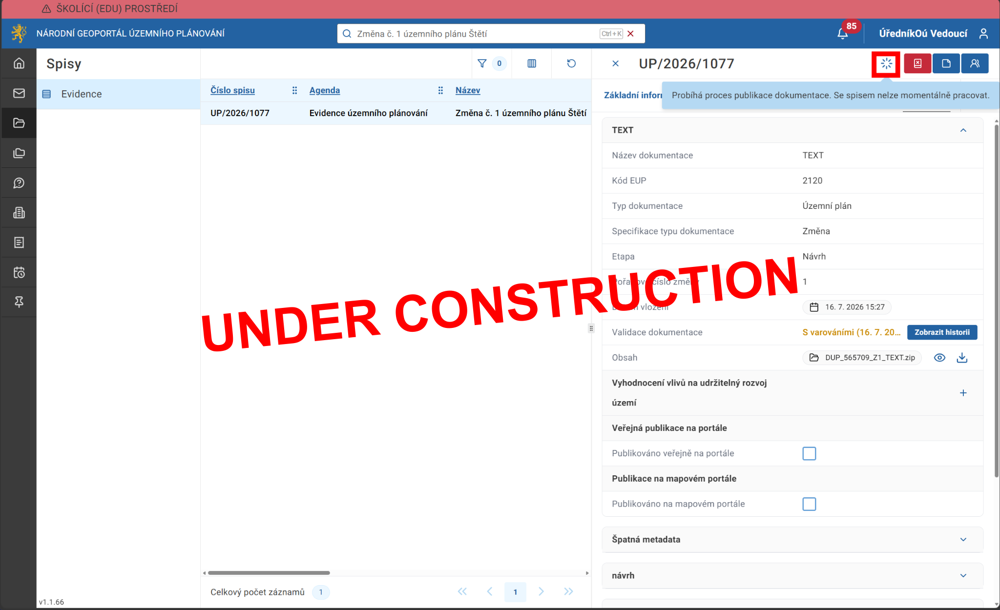 ŠKOLÍCÍ (EDU) PROSTŘEDÍ
NÁRODNÍ GEOPORTÁL ÚZEMNÍHO PLÁNOVÁNÍ
Změna č. 1 územního plánu Štětí
Ctrl+K
85
ÚředníkOú Vedoucí
Spisy
0
UP/2026/1077
Evidence
Číslo spisu
Agenda
Název
Základní infor
Probíhá proces publikace dokumentace. Se spisem nelze momentálně pracovat.
UP/2026/1077
Evidence územního plánování
Změna č. 1 územního plánu Štětí
TEXT
Název dokumentace
TEXT
Kód EUP
2120
Typ dokumentace
Územní plán
Specifikace typu dokumentace
Změna
Etapa
Návrh
1
16. 7. 2026 15:27
UNDER CONSTRUCTION
Validace dokumentace
S varováními (16. 7. 20...
Zobrazit historii
Obsah
DUP_565709_Z1_TEXT.zip
Vyhodnocení vlivů na udržitelný rozvoj
území
Veřejná publikace na portále
Publikováno veřejně na portále
Publikace na mapovém portále
Publikováno na mapovém portále
Špatná metadata
návrh
Celkový počet záznamů
1
1
v1.1.66